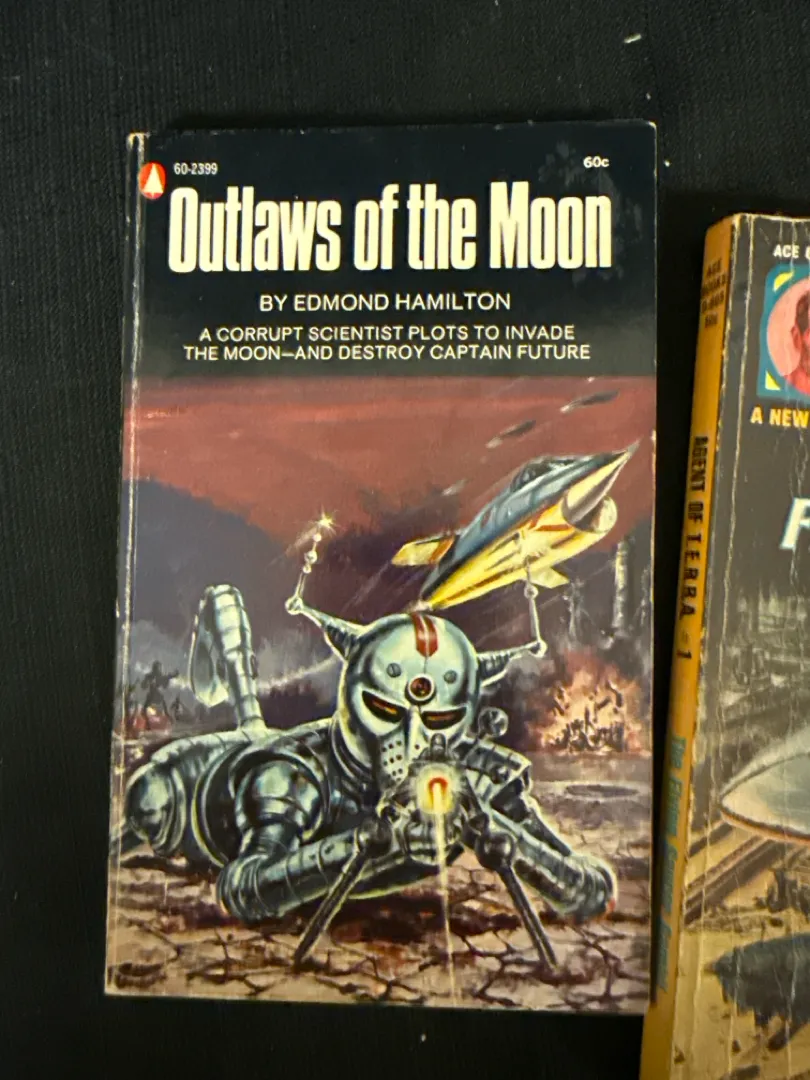 60-2399
60c
Outlaws of the Moon
BY EDMOND HAMILTON
A CORRUPT SCIENTIST PLOTS TO INVADE
THE MOON—AND DESTROY CAPTAIN FUTURE
ACE
A NEW
AGENT OF TERRA #1